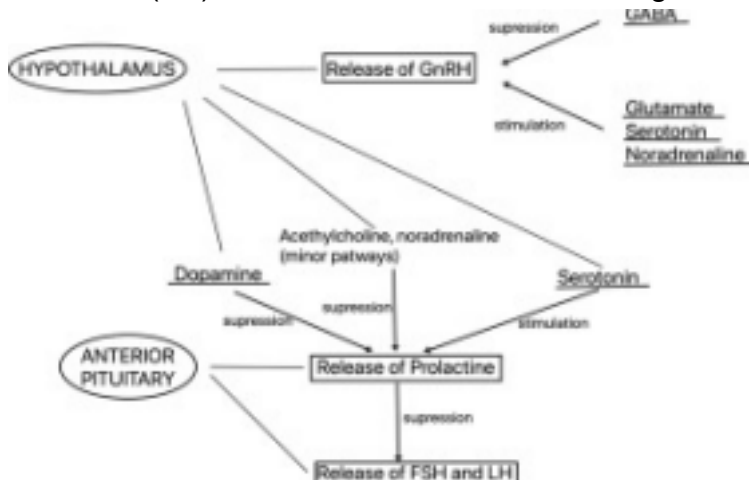 GABA
supression
HYPOTHALAMUS
Release of GnRH
Glutamate
stimulation
Serotonin
Noradrenaline
Acethylcholine, noradrenaline
(minor patways)
Dopamine
Serotonin
supression
supression
stimulation
ANTERIOR
PITUITARY
Release of Prolactine
supression
Release of FSH and LH